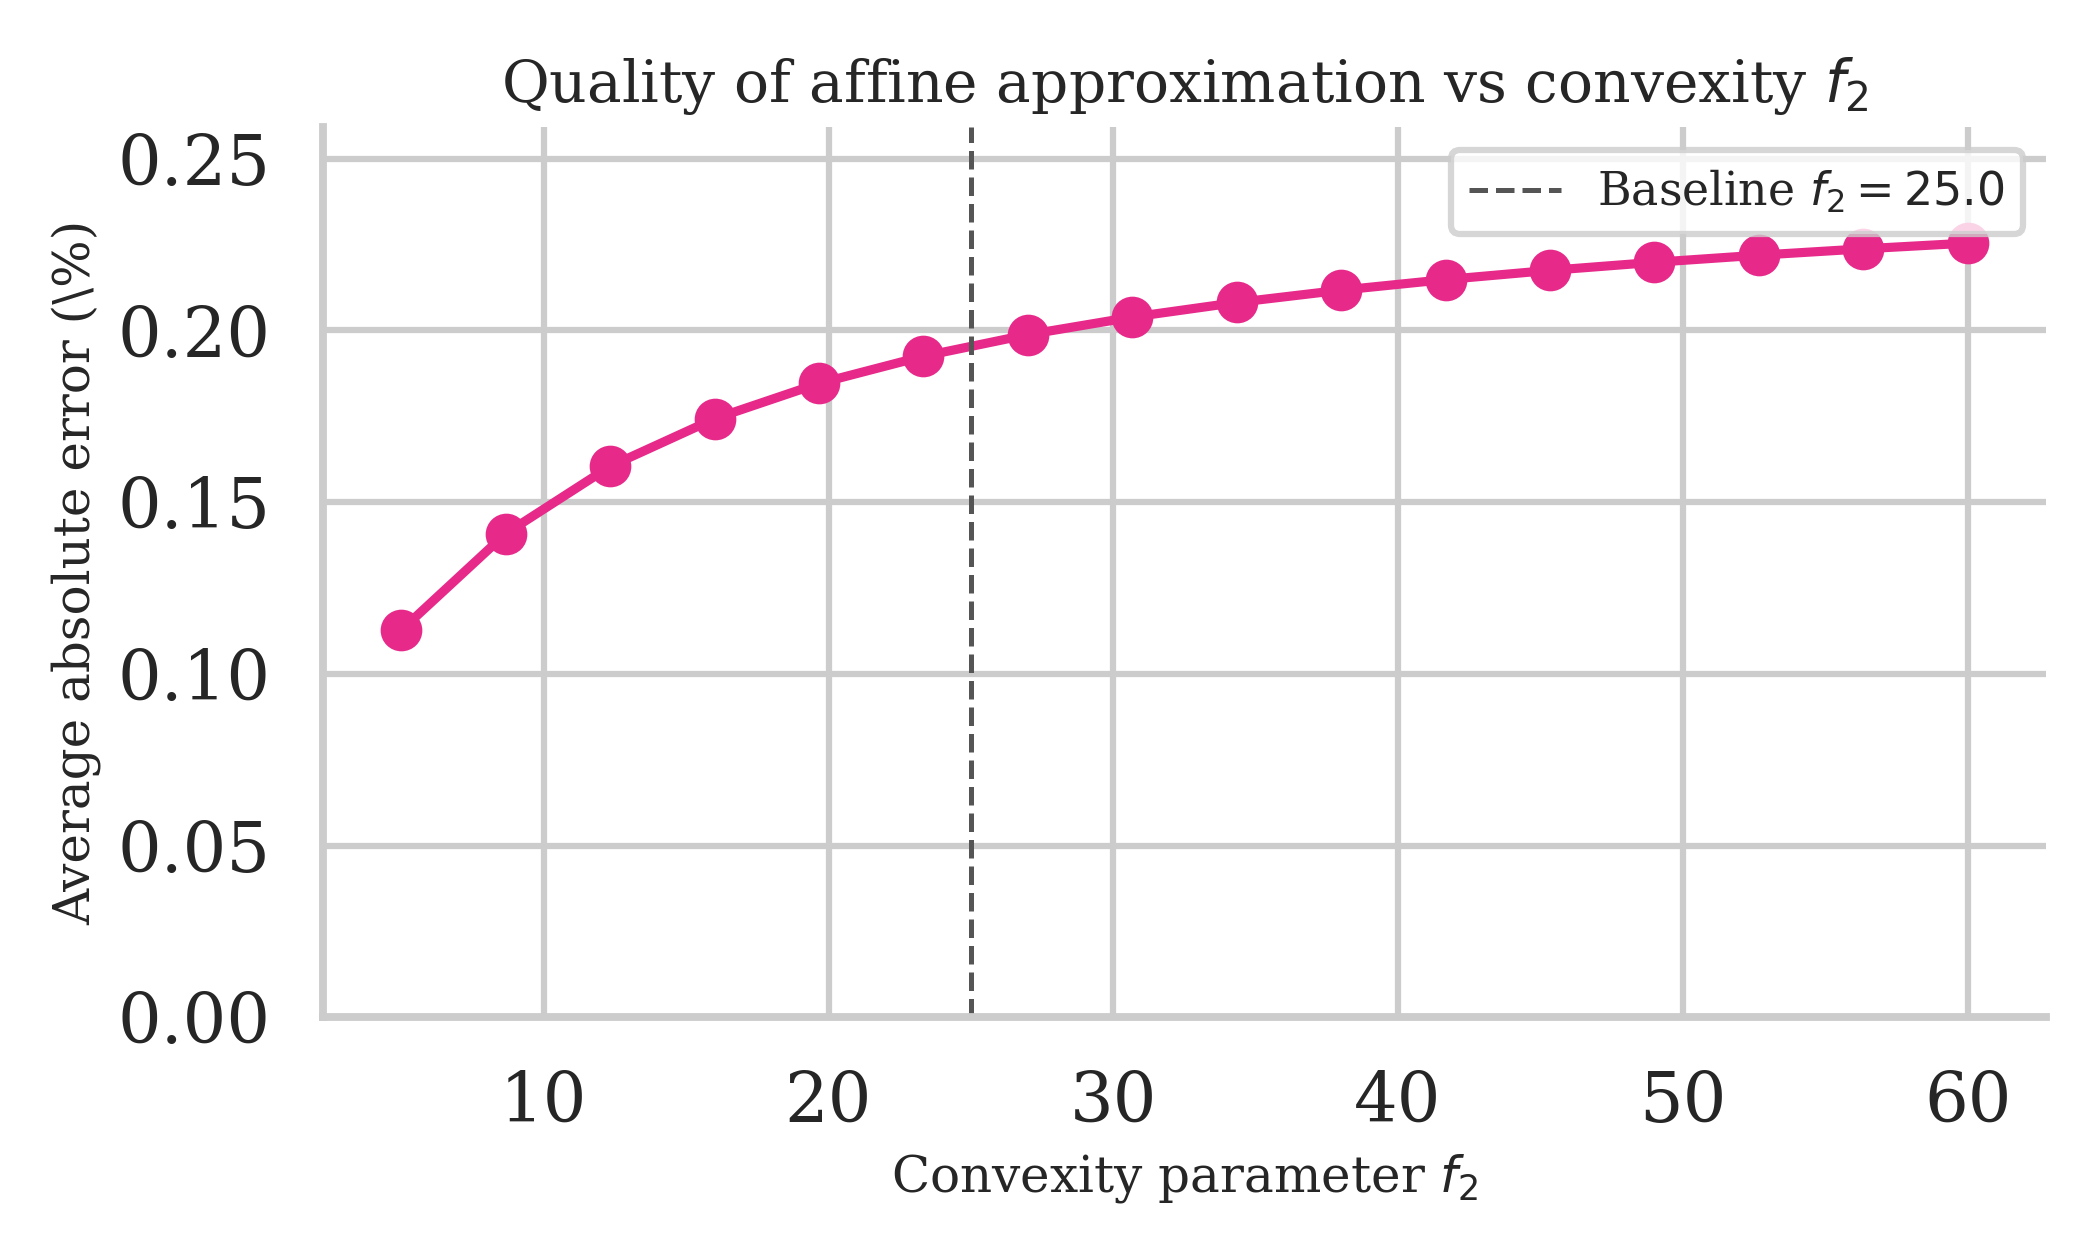 Quality of affine approximation vs convexity f₂
Average absolute error (\%)
0.25
0.20
0.15
0.10
0.05
0.00
Baseline f₂ = 25.0
10 20 30 40 50 60
Convexity parameter f₂